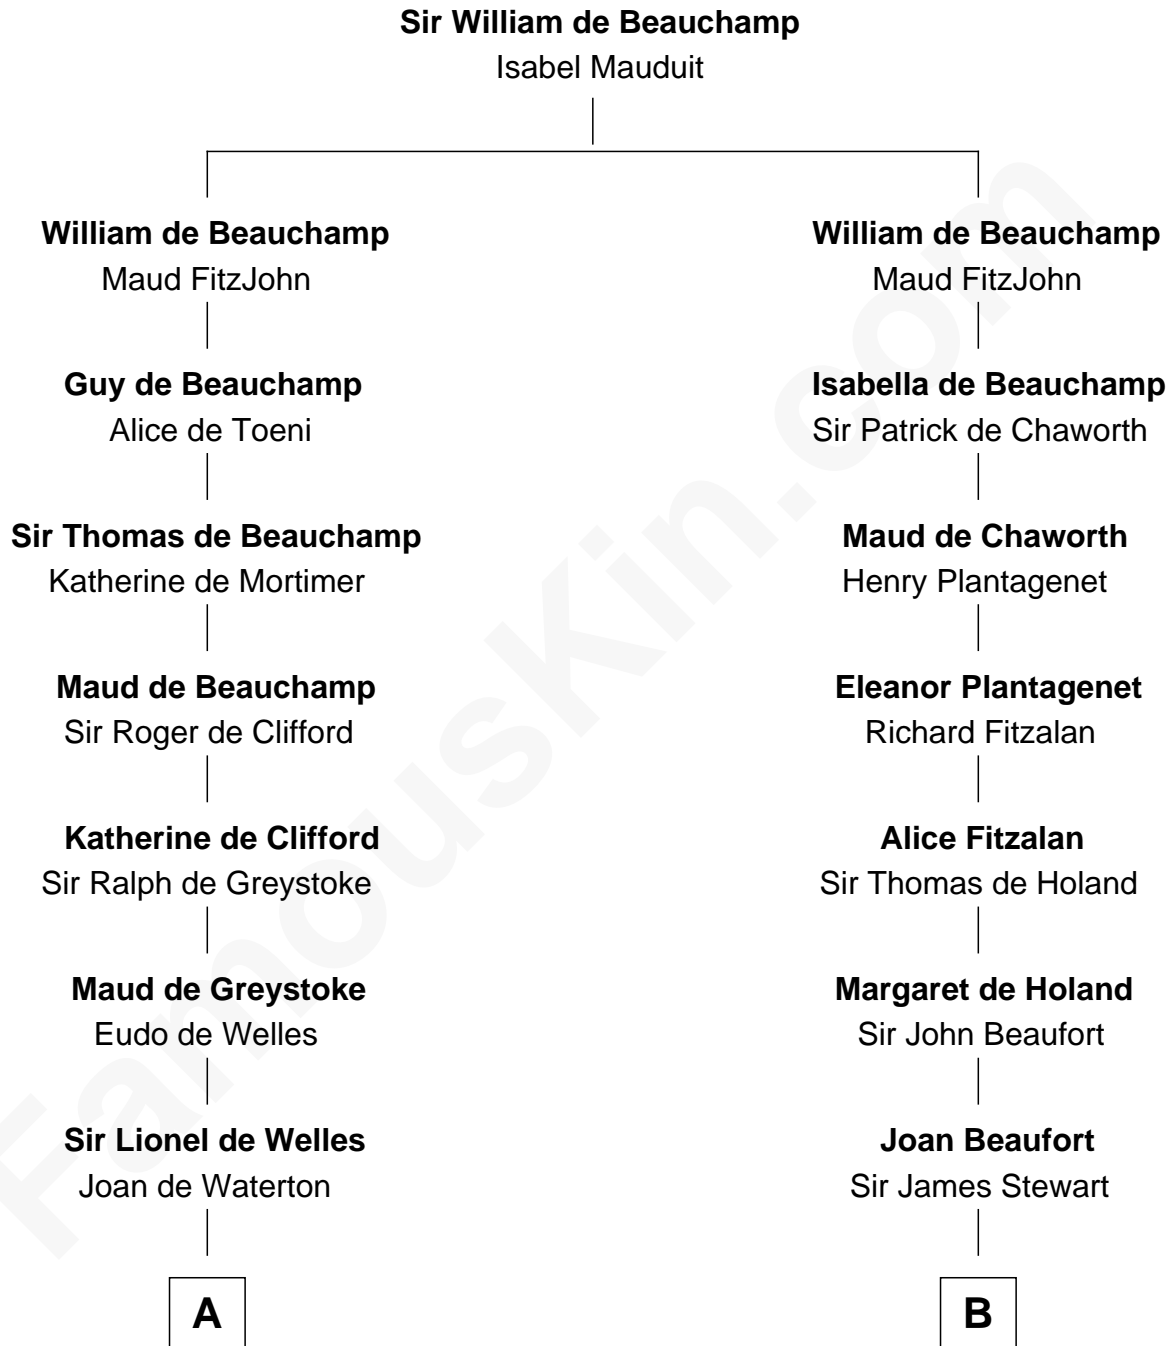 Sir William de Beauchamp
Isabel Mauduit
William de Beauchamp
Maud FitzJohn
William de Beauchamp
Maud FitzJohn
Guy de Beauchamp
Alice de Toeni
Isabella de Beauchamp
Sir Patrick de Chaworth
Sir Thomas de Beauchamp
Katherine de Mortimer
Maud de Chaworth
Henry Plantagenet
Maud de Beauchamp
Sir Roger de Clifford
Eleanor Plantagenet
Richard Fitzalan
Katherine de Clifford
Sir Ralph de Greystoke
Alice Fitzalan
Sir Thomas de Holand
Maud de Greystoke
Eudo de Welles
Margaret de Holand
Sir John Beaufort
Sir Lionel de Welles
Joan de Waterton
Joan Beaufort
Sir James Stewart
A
B
FamousKin.com